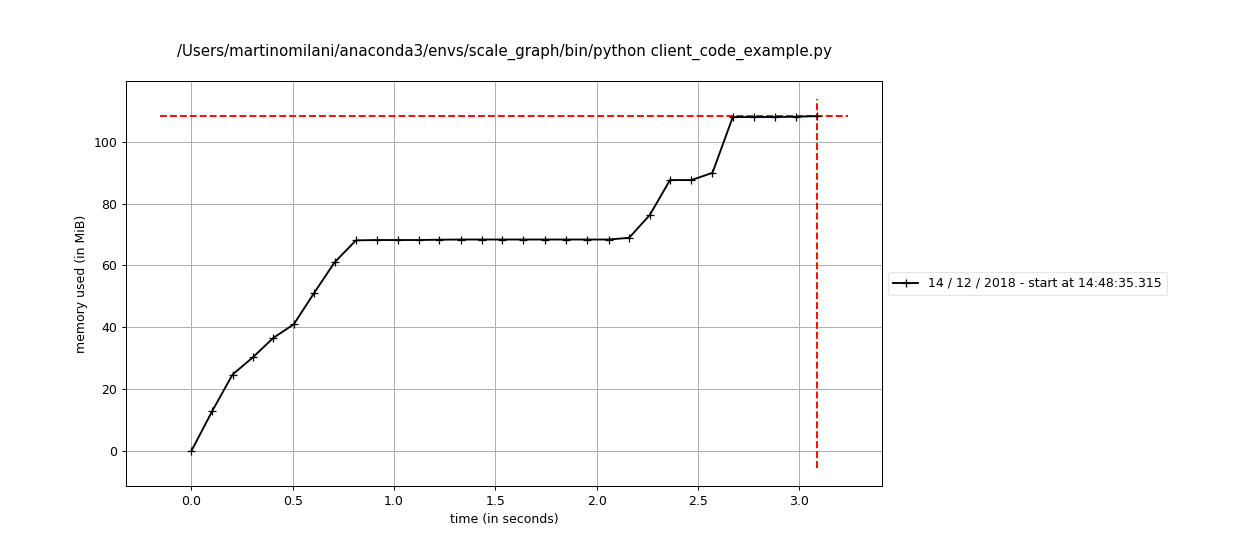 /Users/martinomilani/anaconda3/envs/scale_graph/bin/python client_code_example.py
100
80
60
40
20
0
memory used (in MiB)
14 / 12 / 2018 - start at 14:48:35.315
0.0 0.5 1.0 1.5 2.0 2.5 3.0
time (in seconds)